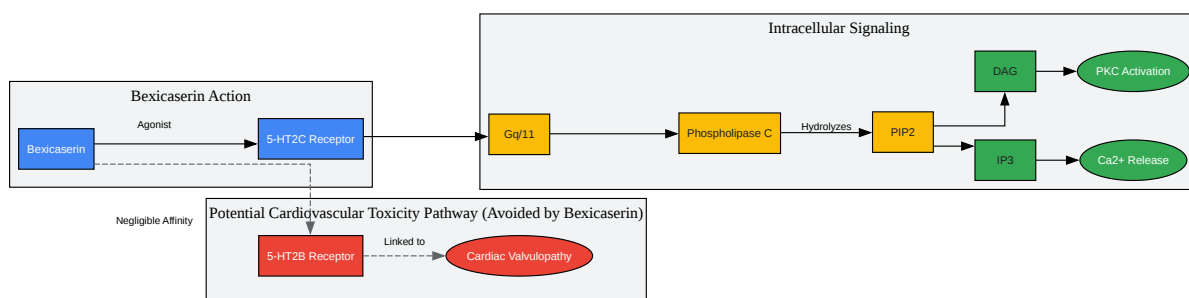 Intracellular Signaling
DAG
PKC Activation
Bexicaserin Action
Agonist
Bexicaserin
5-HT2C Receptor
Gq/11
Phospholipase C
Hydrolyzes
PIP2
IP3
Ca2+ Release
Negligible Affinity
Potential Cardiovascular Toxicity Pathway (Avoided by Bexicaserin)
5-HT2B Receptor
Linked to
Cardiac Valvulopathy